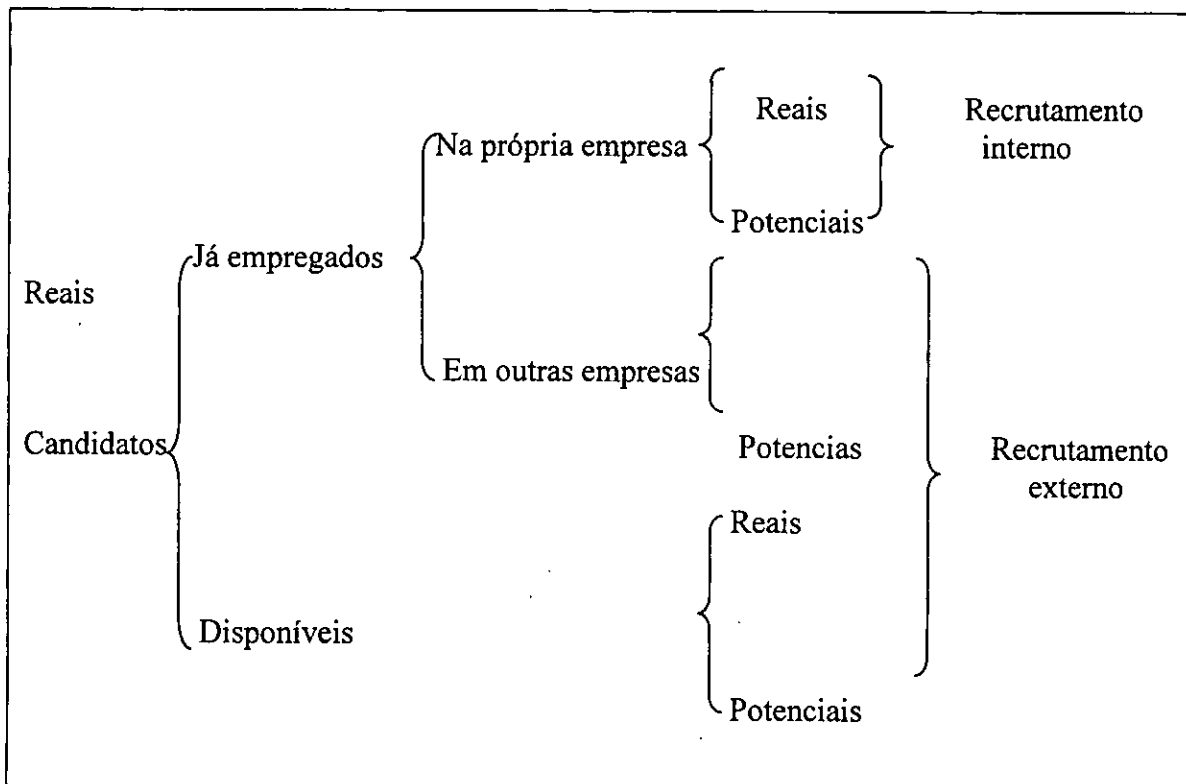 Reais
Recrutamento
interno
Na própria empresa
Potenciais
Já empregados
Reais
Em outras empresas
Candidatos
Potencias
Recrutamento
externo
Reais
Disponíveis
Potenciais